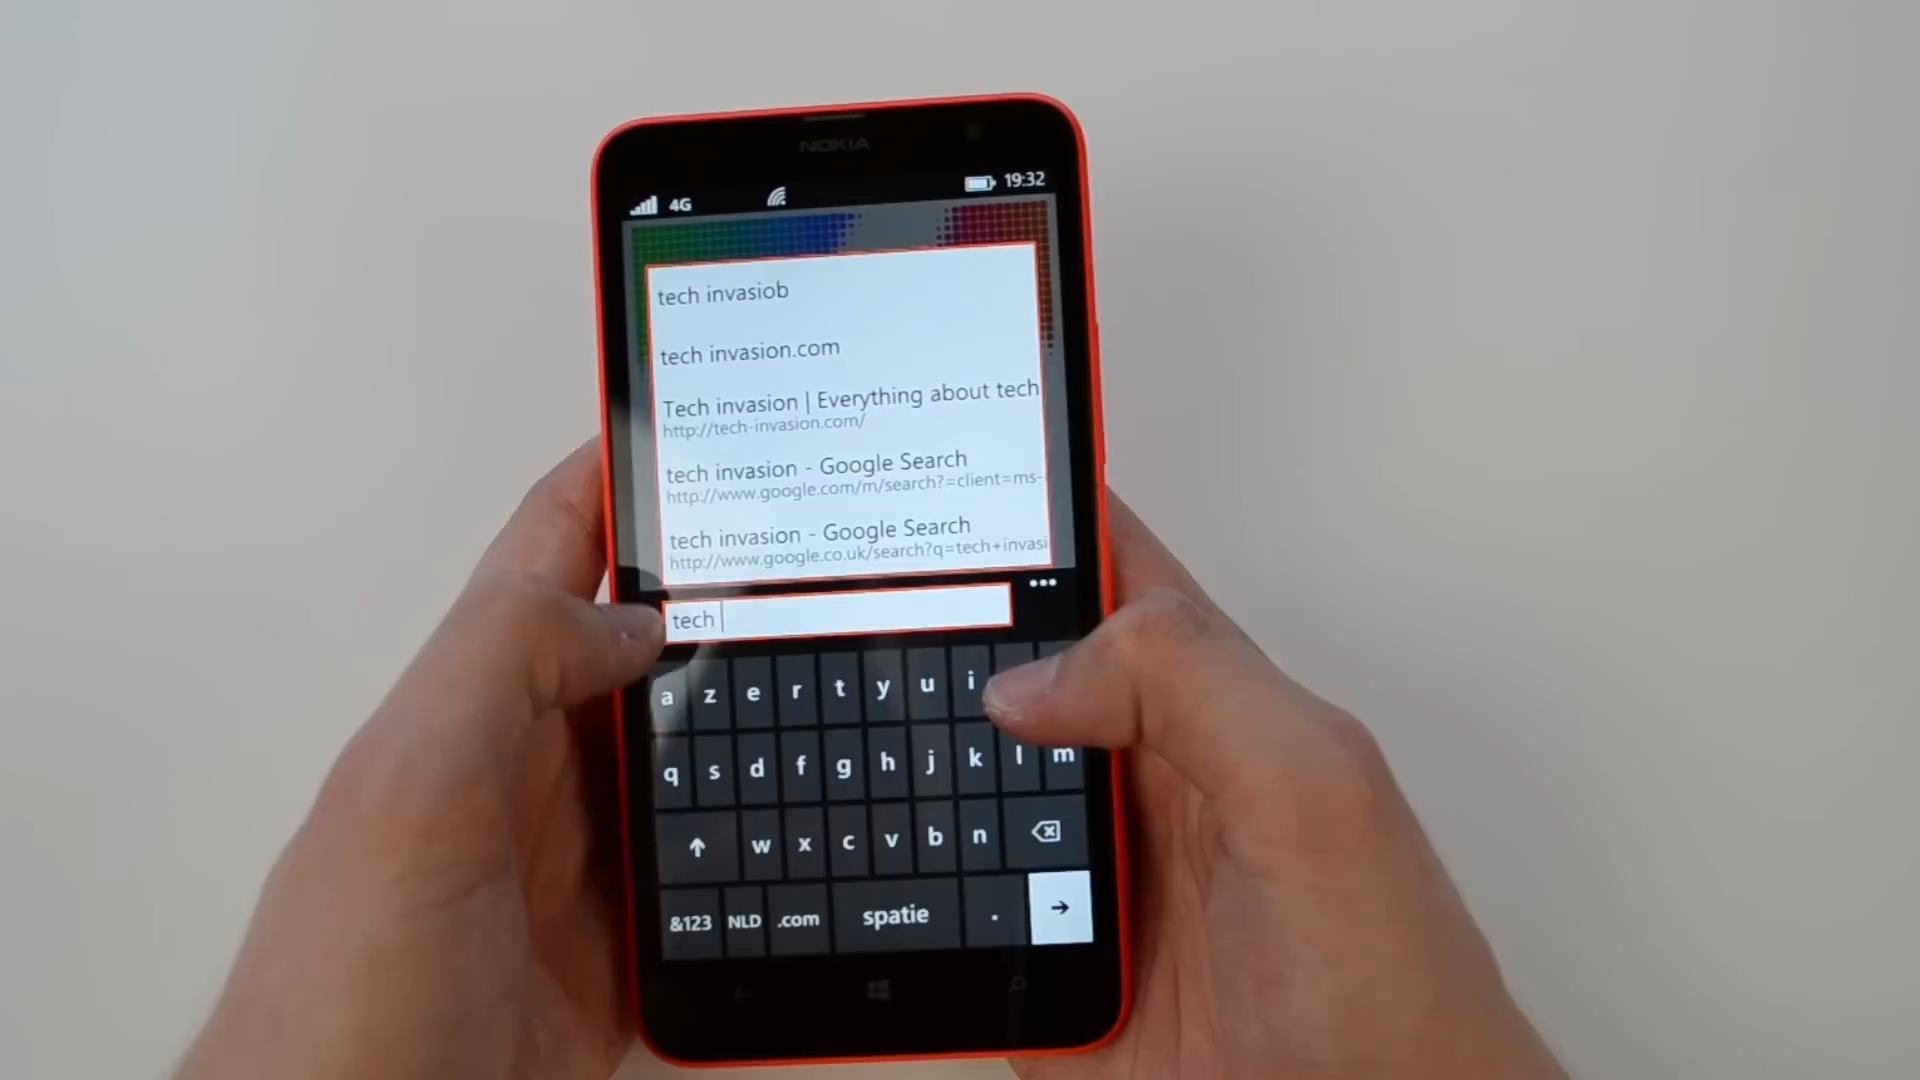 NOKIA
4G
19:32
tech invasiob
tech invasion.com
Tech invasion | Everything about tech
http://tech-invasion.com/
tech invasion - Google Search
http://www.google.com/m/search?=client=ms-
tech invasion - Google Search
http://www.google.co.uk/search?q=tech+invasi
tech
a z e r t y u i
q s d f g h j k l m
w x c v b n
&123 NLD .com spatie .